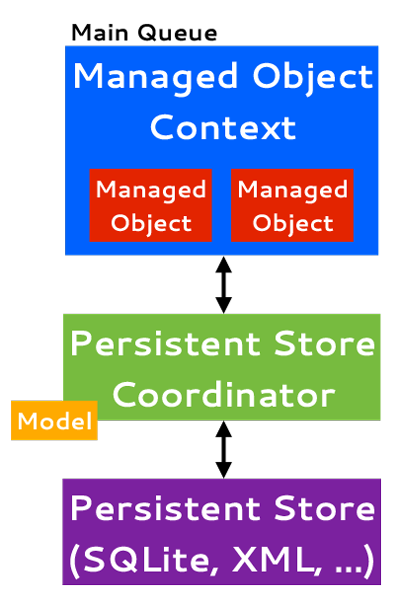 Main Queue
Managed Object
Context
Managed Managed
Object Object
Persistent Store
Coordinator
Model
Persistent Store
(SQLite, XML, ...)